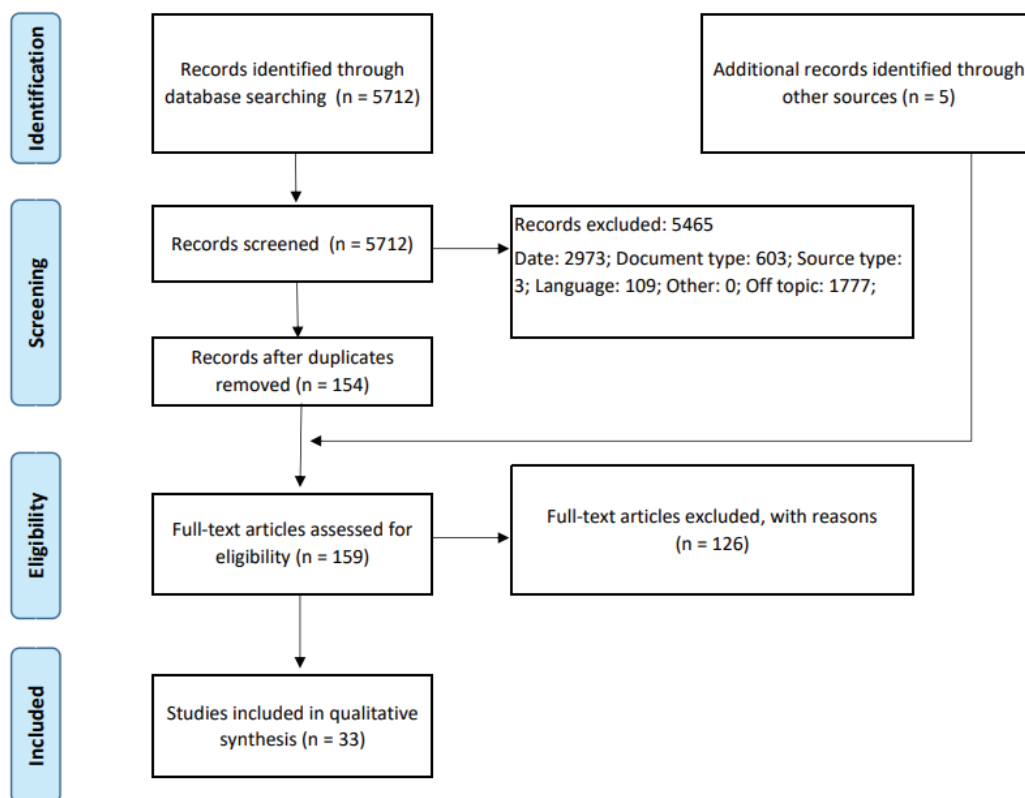 Identification
Records identified through
database searching (n = 5712)
Additional records identified through
other sources (n = 5)
Screening
Records screened (n = 5712)
Records excluded: 5465
Date: 2973; Document type: 603; Source type:
3; Language: 109; Other: 0; Off topic: 1777;
Records after duplicates
removed (n = 154)
Eligibility
Full-text articles assessed for
eligibility (n = 159)
Full-text articles excluded, with reasons
(n = 126)
Included
Studies included in qualitative
synthesis (n = 33)